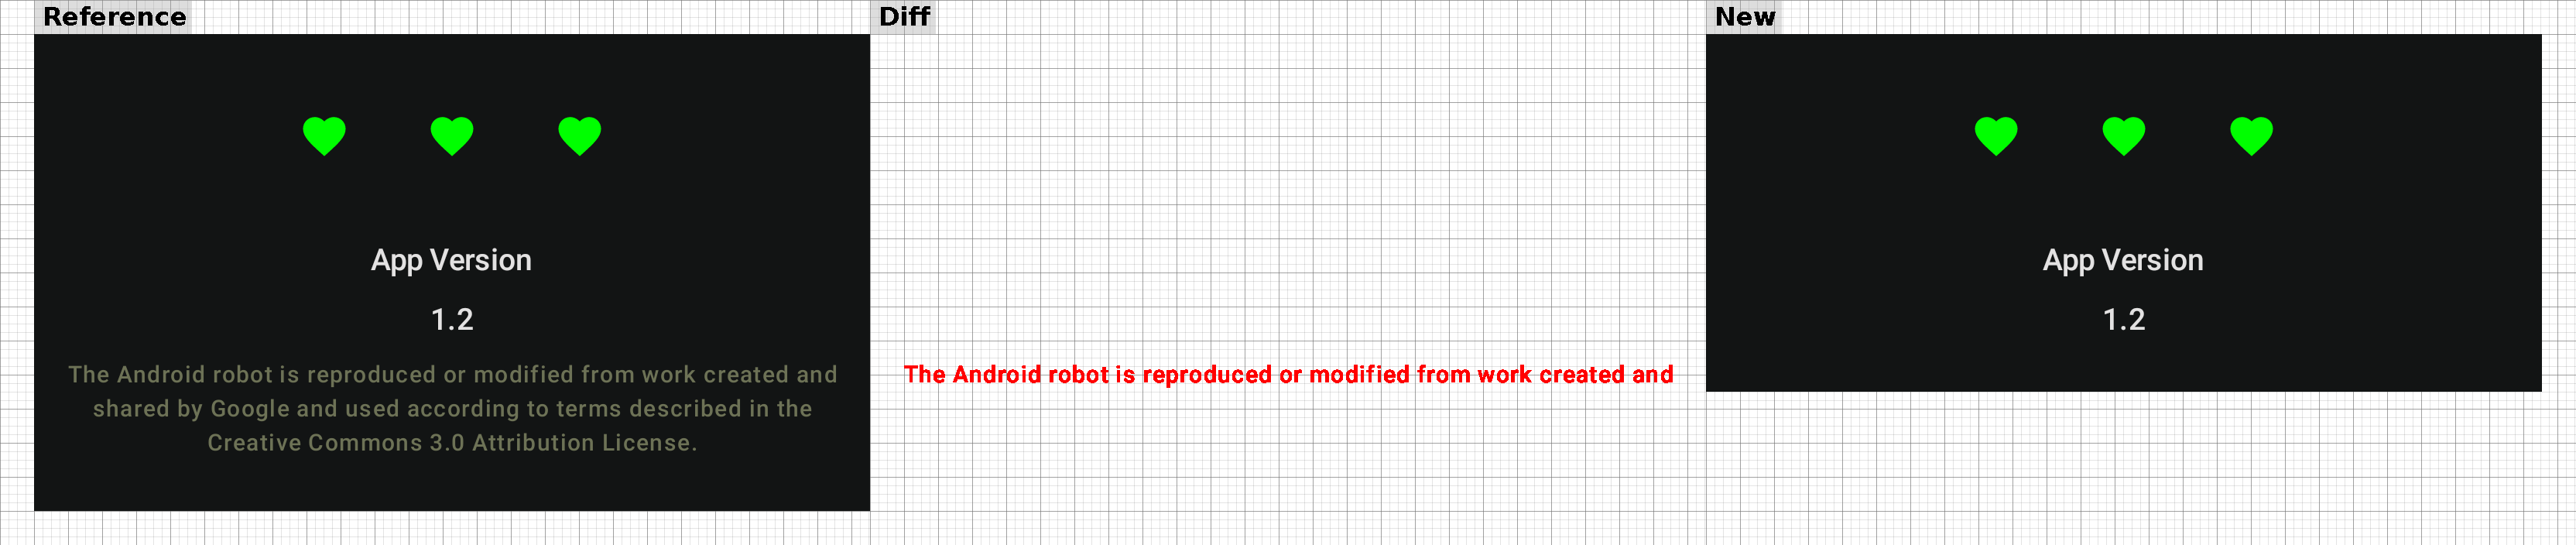 Reference
Diff
New
App Version
1.2
The Android robot is reproduced or modified from work created and
shared by Google and used according to terms described in the
Creative Commons 3.0 Attribution License.
The Android robot is reproduced or modified from work created and
App Version
1.2